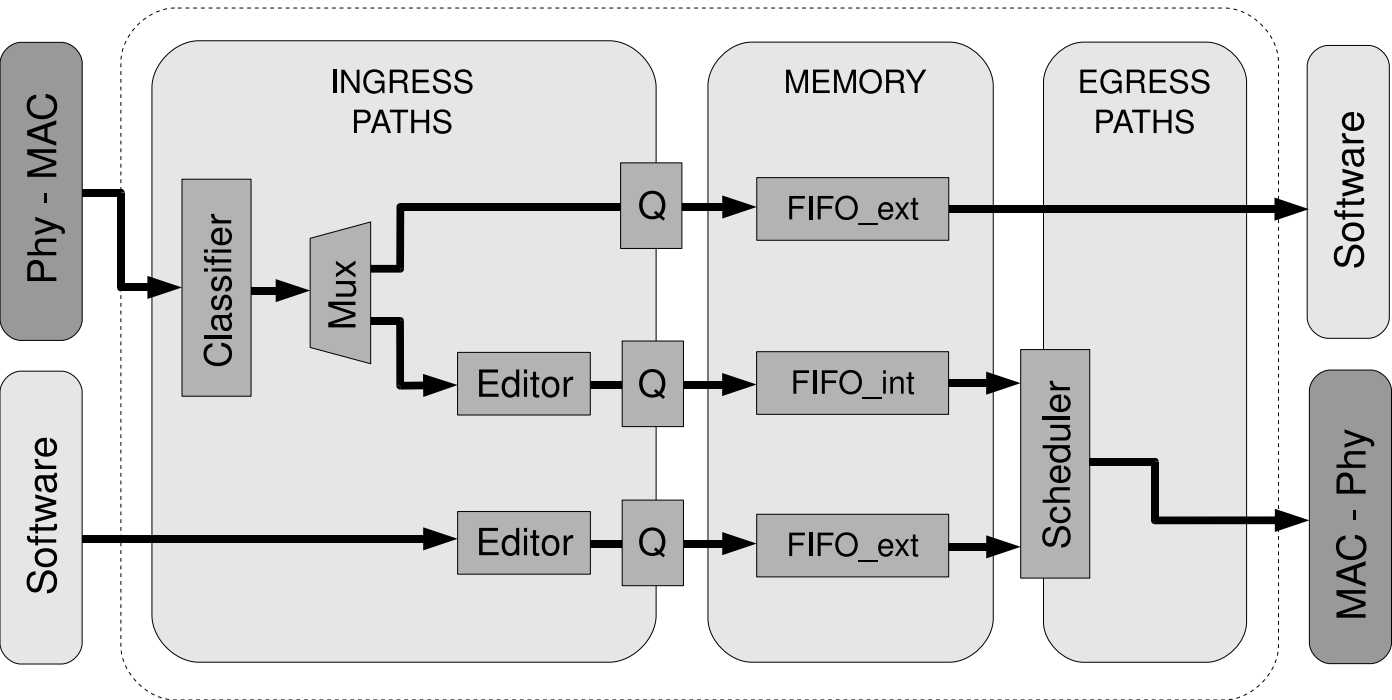 INGRESS
PATHS
MEMORY
EGRESS
PATHS
Phy - MAC
Software
Classifier
Mux
Q
FIFO_ext
Software
Editor
Q
FIFO_int
Scheduler
MAC - Phy
Editor
Q
FIFO_ext